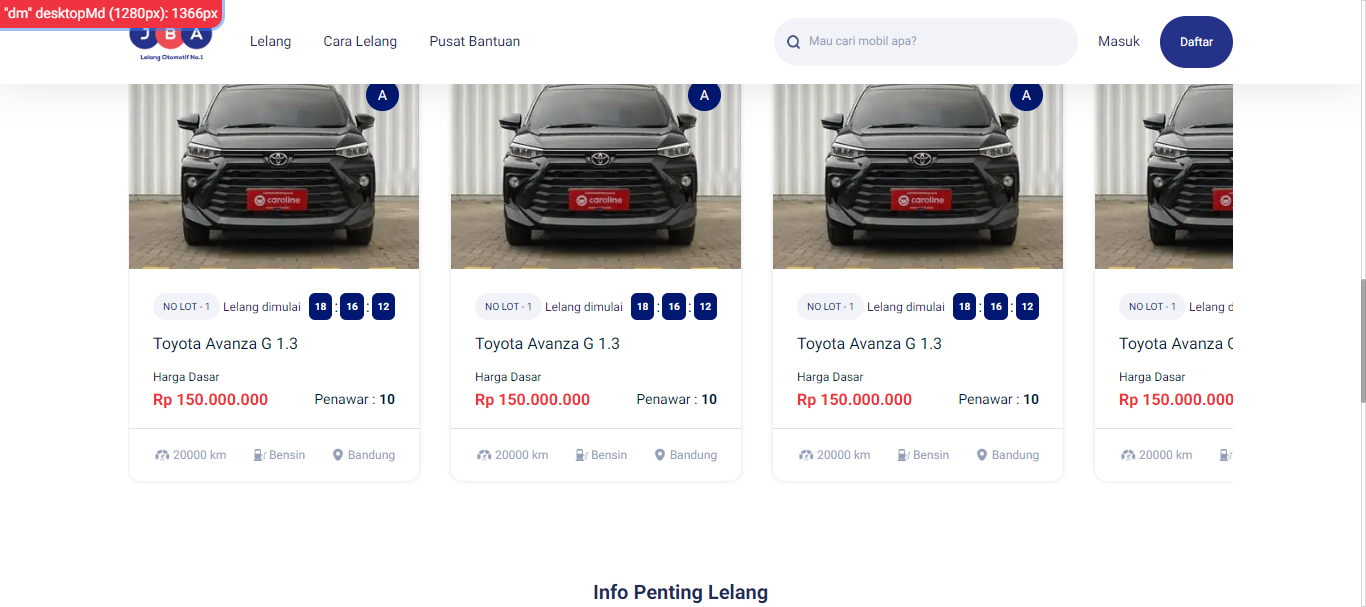 "dm" desktopMd (1280px): 1366px
JBA
Lelang Otomotif No.1
Lelang Cara Lelang Pusat Bantuan
Mau cari mobil apa?
Masuk Daftar
A A A
caroline caroline caroline
NO LOT - 1 Lelang dimulai 18 : 16 : 12 NO LOT - 1 Lelang dimulai 18 : 16 : 12 NO LOT - 1 Lelang dimulai 18 : 16 : 12 NO LOT - 1 Lelang d
Toyota Avanza G 1.3 Toyota Avanza G 1.3 Toyota Avanza G 1.3 Toyota Avanza G
Harga Dasar Harga Dasar Harga Dasar Harga Dasar
Rp 150.000.000 Penawar : 10 Rp 150.000.000 Penawar : 10 Rp 150.000.000 Penawar : 10 Rp 150.000.000
20000 km Bensin Bandung 20000 km Bensin Bandung 20000 km Bensin Bandung 20000 km
Info Penting Lelang